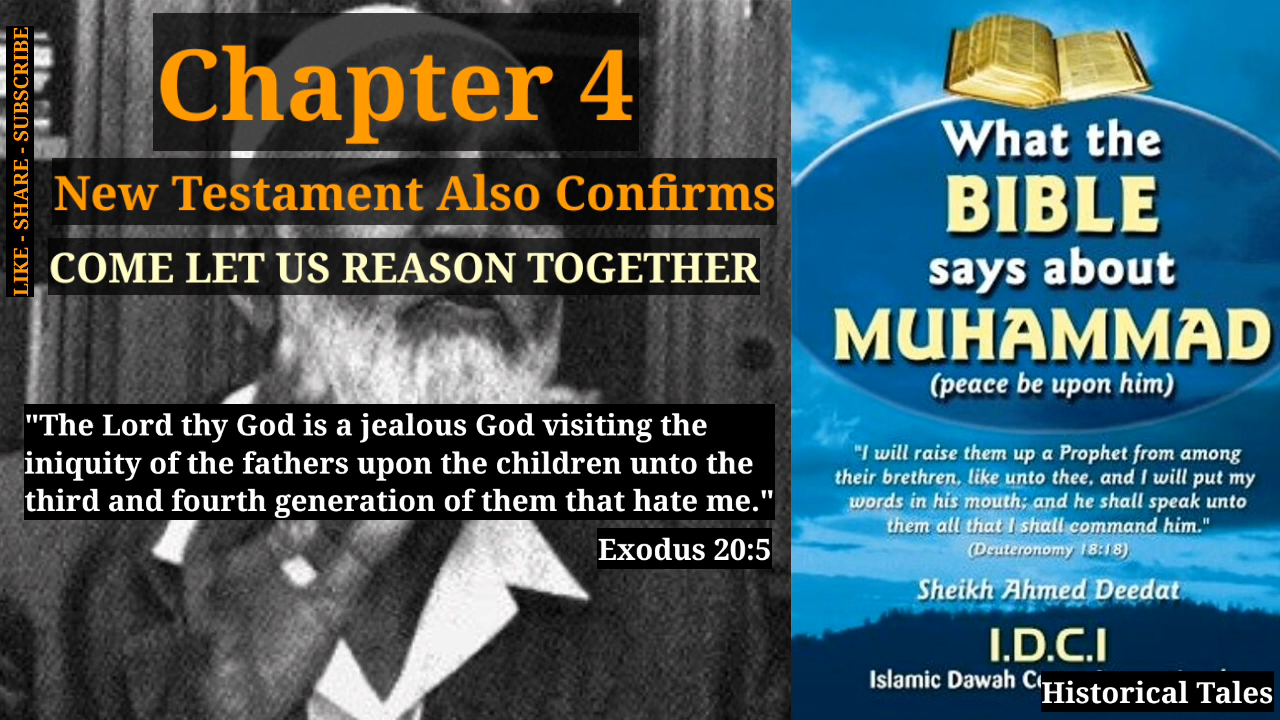 LIKE - SHARE - SUBSCRIBE
Chapter 4
New Testament Also Confirms
COME LET US REASON TOGETHER
"The Lord thy God is a jealous God visiting the
iniquity of the fathers upon the children unto the
third and fourth generation of them that hate me."
Exodus 20:5
What the
BIBLE
says about
MUHAMMAD
(peace be upon him)
"I will raise them up a Prophet from among
their brethren, like unto thee, and I will put my
words in his mouth; and he shall speak unto
them all that I shall command him."
(Deuteronomy 18:18)
Sheikh Ahmed Deedat
I.D.C.I
Islamic Dawah
Historical Tales